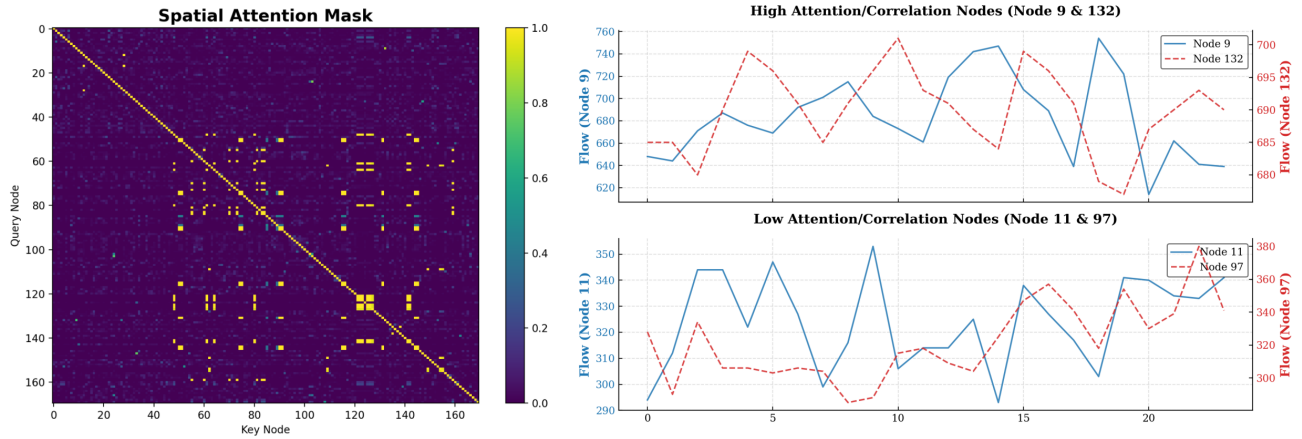 Spatial Attention Mask
0
20
40
60
80
100
120
140
160
Query Node
0 20 40 60 80 100 120 140 160
Key Node
1.0
0.8
0.6
0.4
0.2
0.0
High Attention/Correlation Nodes (Node 9 & 132)
760
740
720
700
680
660
640
620
Flow (Node 9)
Node 9
Node 132
700
695
690
685
680
Flow (Node 132)
Low Attention/Correlation Nodes (Node 11 & 97)
350
340
330
320
310
300
290
Flow (Node 11)
Node 11
Node 97
380
360
340
320
300
Flow (Node 97)
0 5 10 15 20